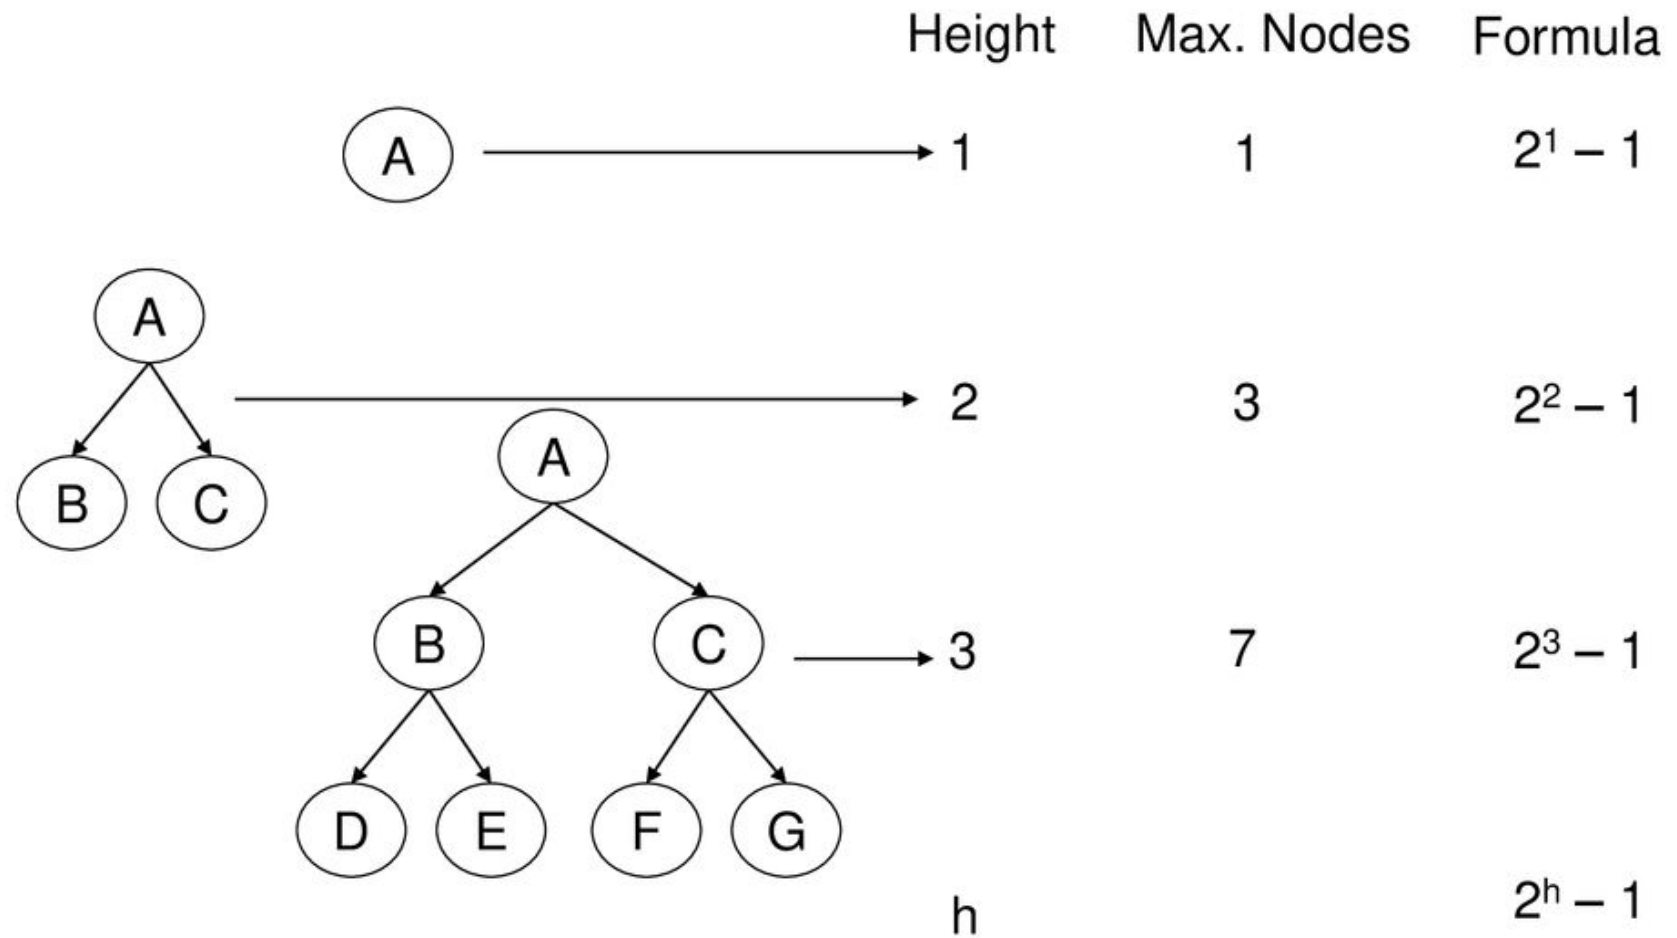 Height Max. Nodes Formula
A 1 1 2¹ – 1
A
2 3 2² – 1
A
B C
B C 3 7 2³ – 1
D E F G
h 2ʰ – 1